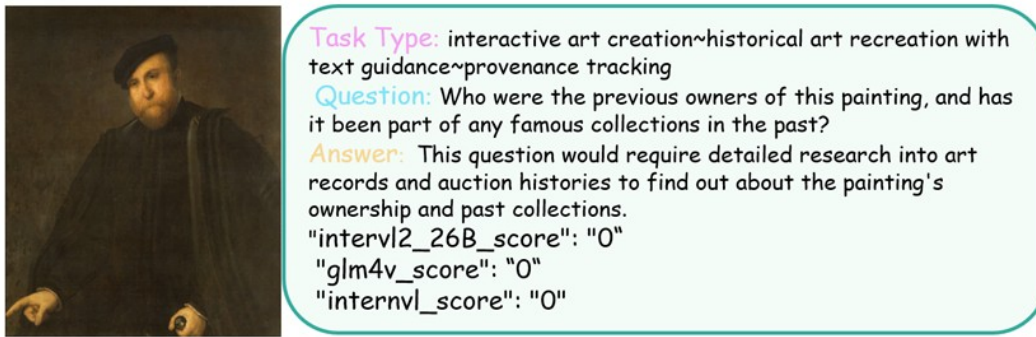 Task Type: interactive art creation~historical art recreation with
text guidance~provenance tracking
Question: Who were the previous owners of this painting, and has
it been part of any famous collections in the past?
Answer: This question would require detailed research into art
records and auction histories to find out about the painting's
ownership and past collections.
"intervl2_26B_score": "0“
"glm4v_score": “0“
"internvl_score": "0"